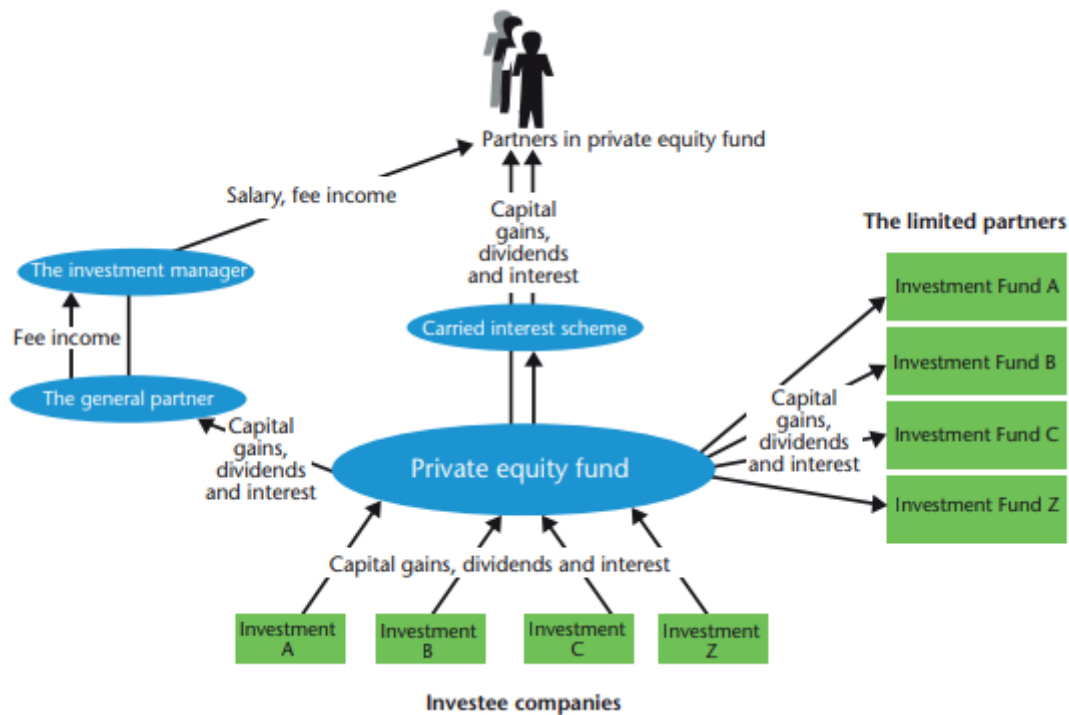 Partners in private equity fund
Salary, fee income
Capital
gains,
dividends
and interest
The limited partners
The investment manager
Investment Fund A
Fee income
Carried interest scheme
Investment Fund B
The general partner
Capital
gains,
dividends
and interest
Investment Fund C
Capital
gains,
dividends
and interest
Private equity fund
Investment Fund Z
Capital gains, dividends and interest
Investment
A
Investment
B
Investment
C
Investment
Z
Investee companies